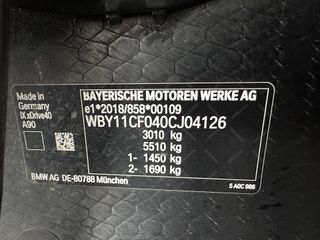 BAYERISCHE MOTOREN WERKE AG
Made in
Germany
iX xDrive40
A90
e1*2018/858*00109
WBY11CF040CJ04126
3010 kg
5510 kg
1- 1450 kg
2- 1690 kg
BMW AG DE-80788 München
5 A0C 986